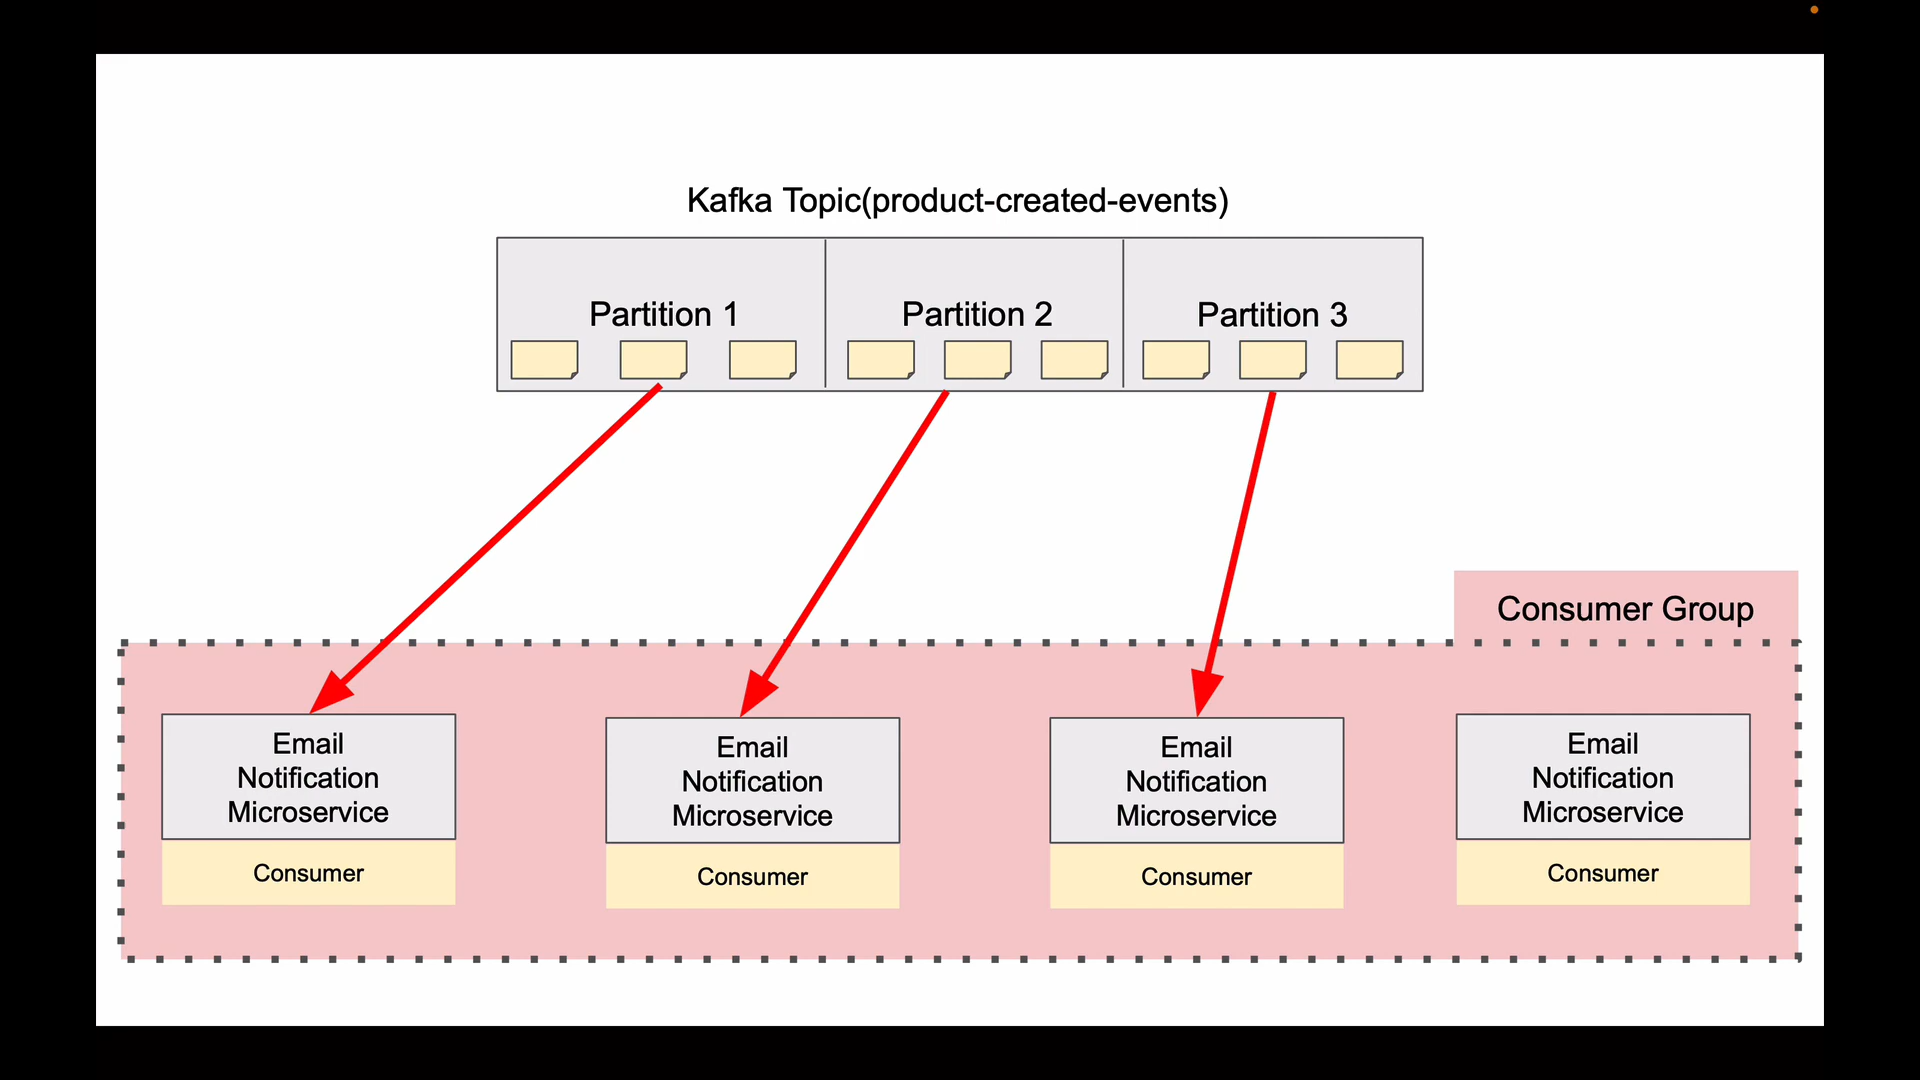 Kafka Topic(product-created-events)
Partition 1
Partition 2
Partition 3
Consumer Group
Email
Notification
Microservice
Consumer
Email
Notification
Microservice
Consumer
Email
Notification
Microservice
Consumer
Email
Notification
Microservice
Consumer